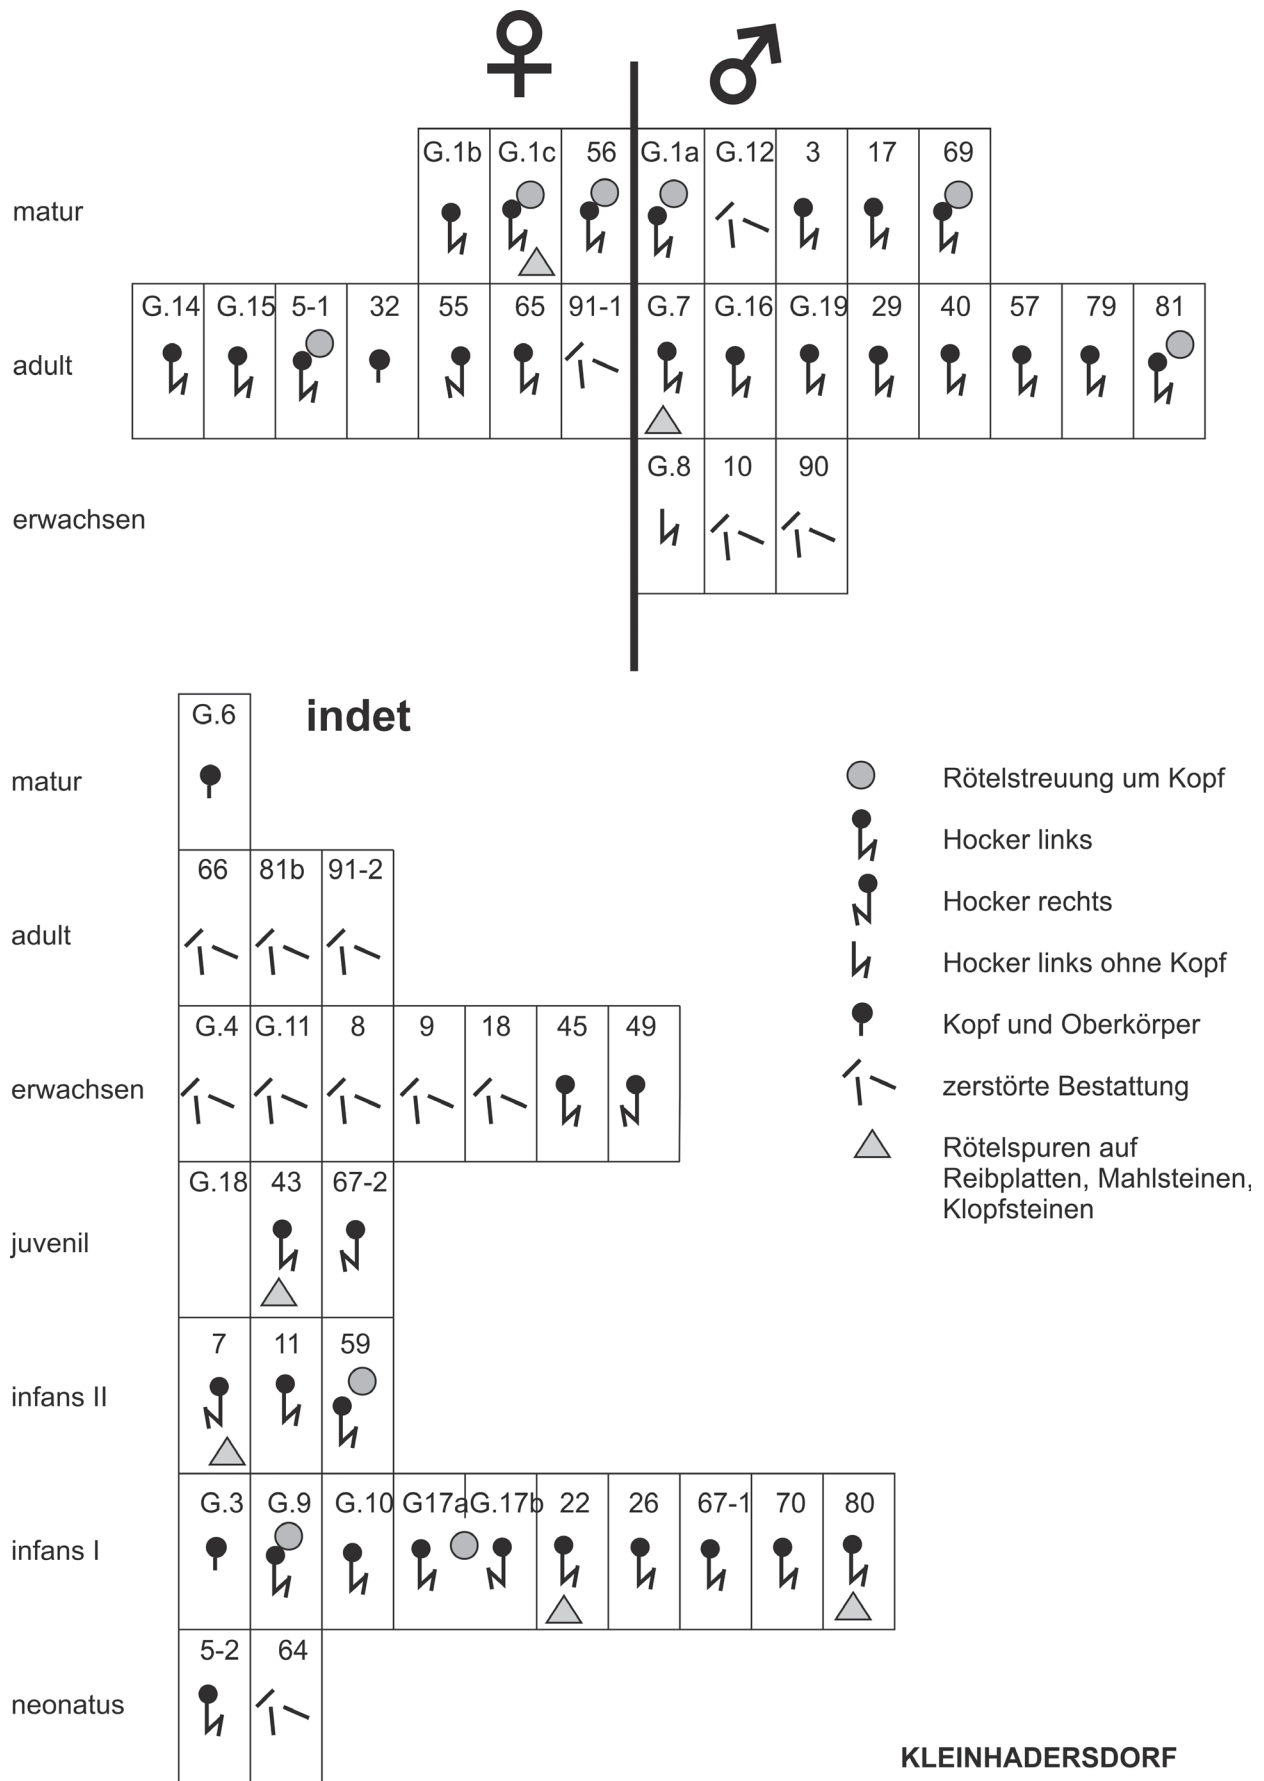 ♀ ♂
G.1b G.1c 56 G.1a G.12 3 17 69
matur
G.14 G.15 5-1 32 55 65 91-1 G.7 G.16 G.19 29 40 57 79 81
adult
G.8 10 90
erwachsen
G.6 indet
matur
66 81b 91-2
adult
G.4 G.11 8 9 18 45 49
erwachsen
G.18 43 67-2
juvenil
7 11 59
infans II
G.3 G.9 G.10 G17a G.17b 22 26 67-1 70 80
infans I
5-2 64
neonatus
Rötelstreuung um Kopf
Hocker links
Hocker rechts
Hocker links ohne Kopf
Kopf und Oberkörper
zerstörte Bestattung
Rötelspuren auf
Reibplatten, Mahlsteinen,
Klopfsteinen
KLEINHADERSDORF